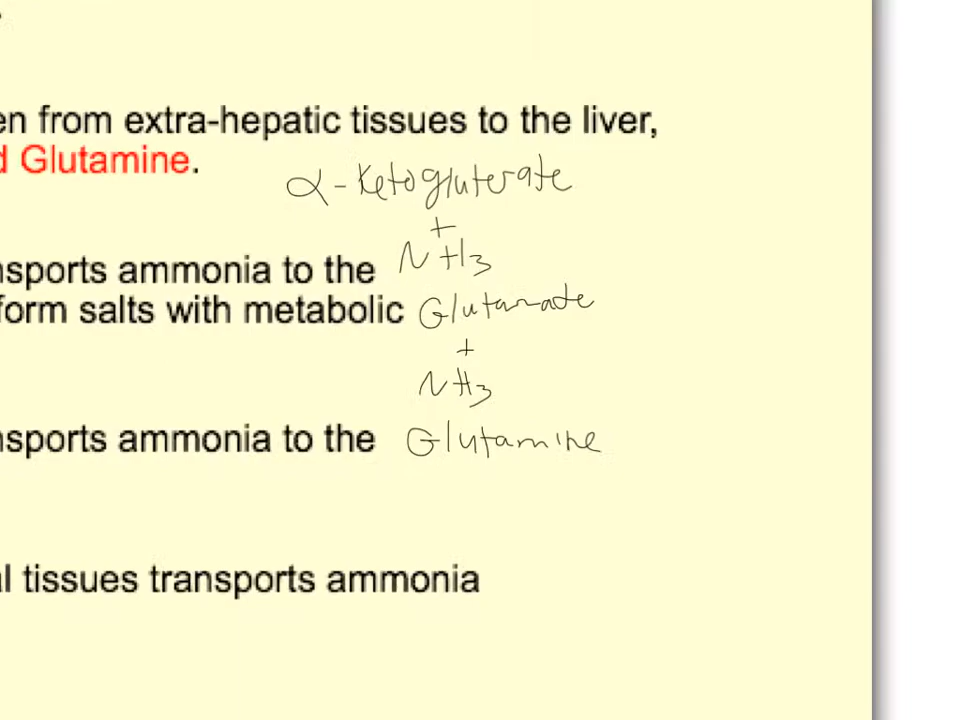 en from extra-hepatic tissues to the liver,
d Glutamine.
α-Ketogluterate
+
nsports ammonia to the NH3
form salts with metabolic Glutamate
+
NH3
nsports ammonia to the Glutamine
al tissues transports ammonia